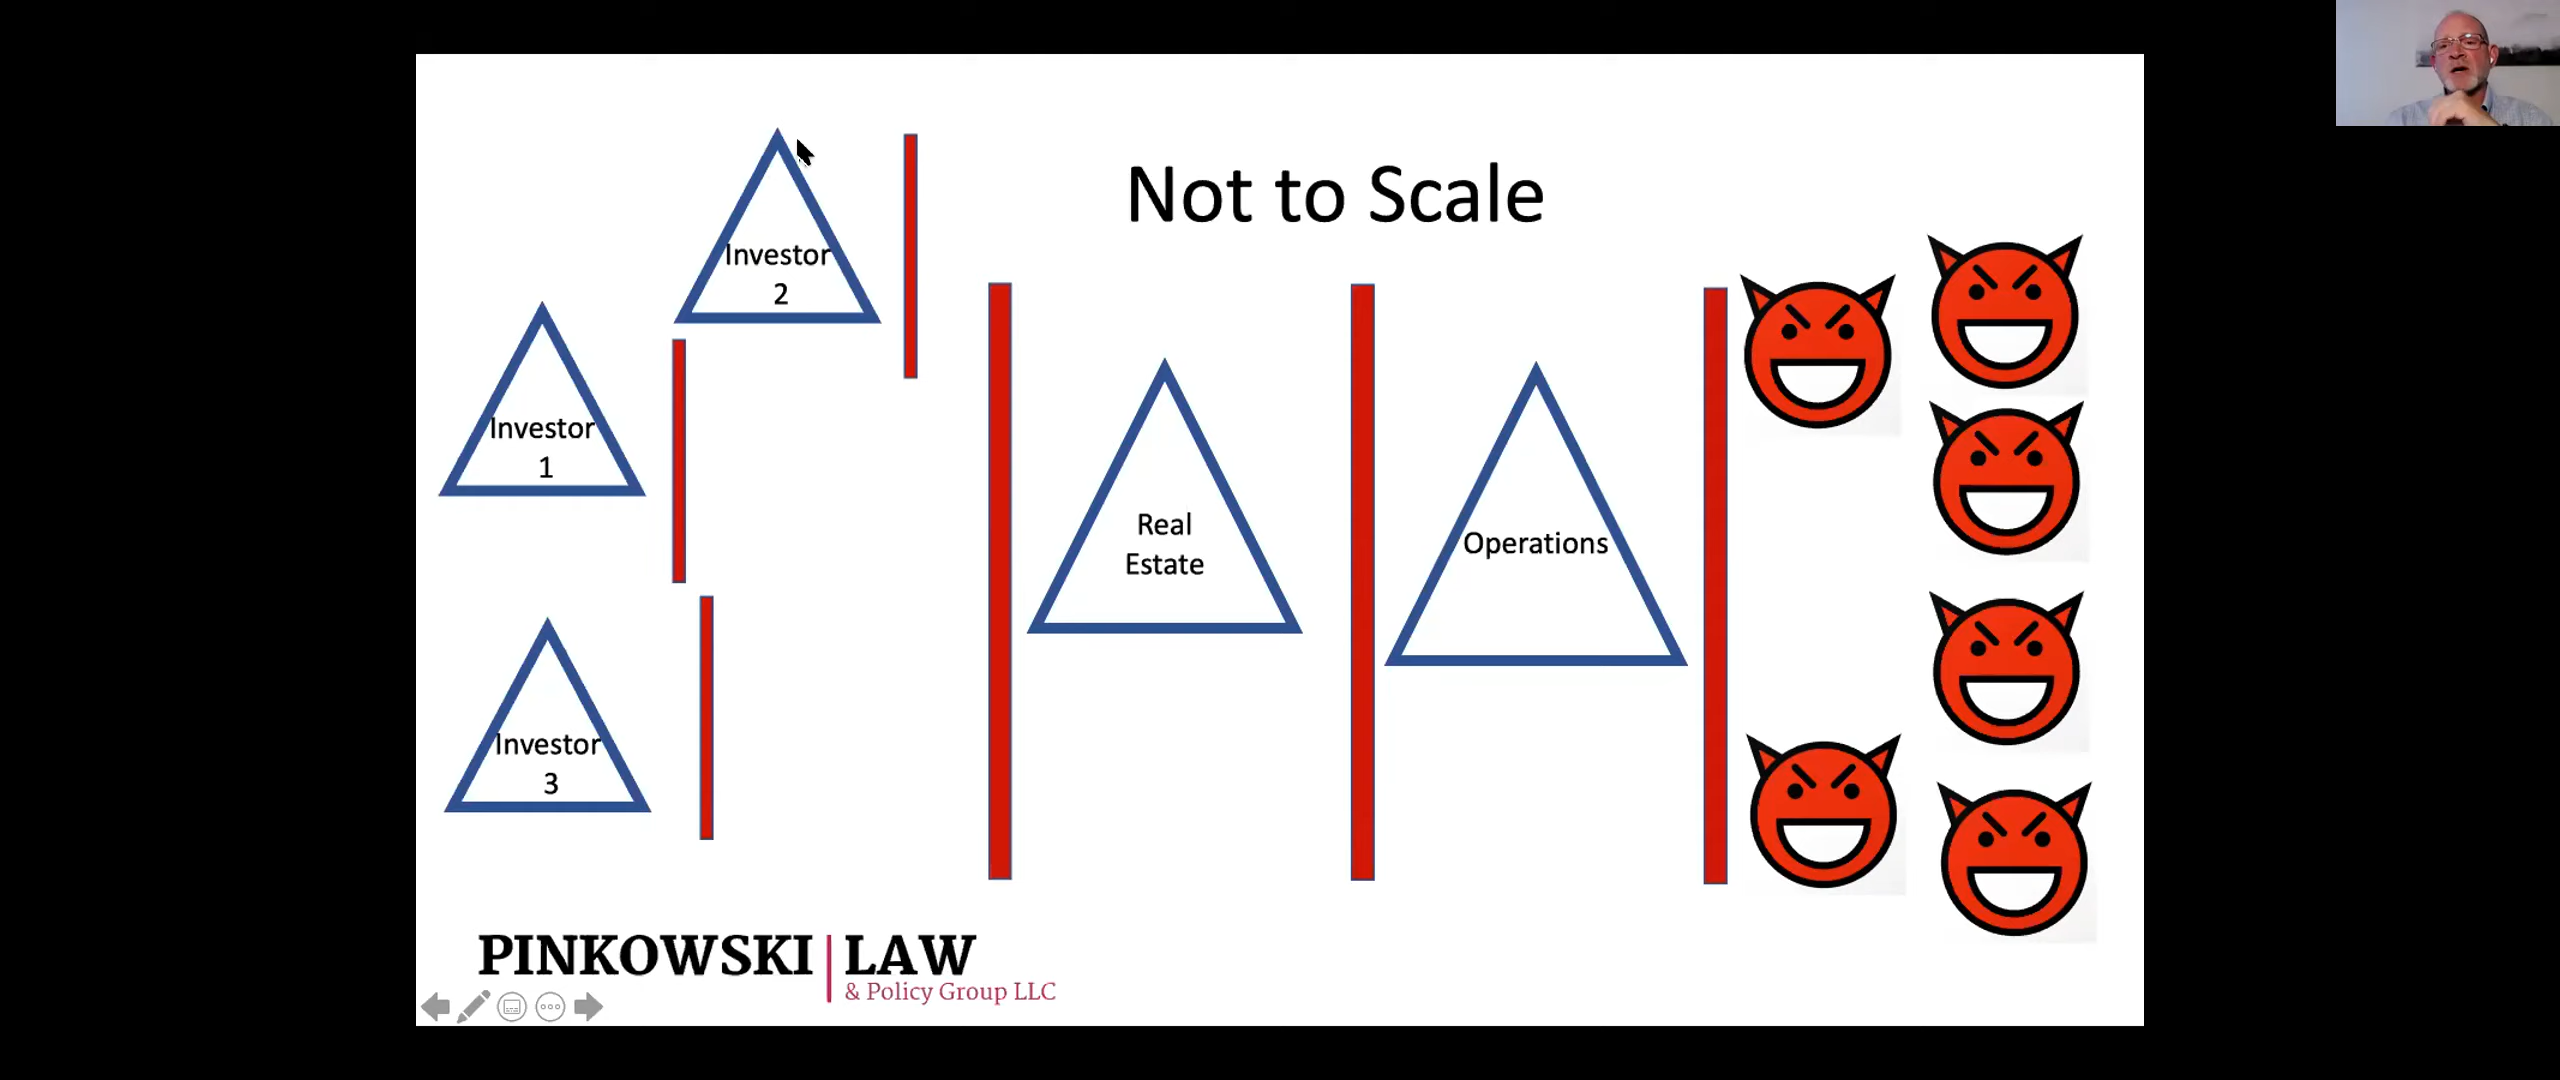 Not to Scale
Investor
2
Investor
1
Real
Estate
Operations
Investor
3
PINKOWSKI LAW
& Policy Group LLC